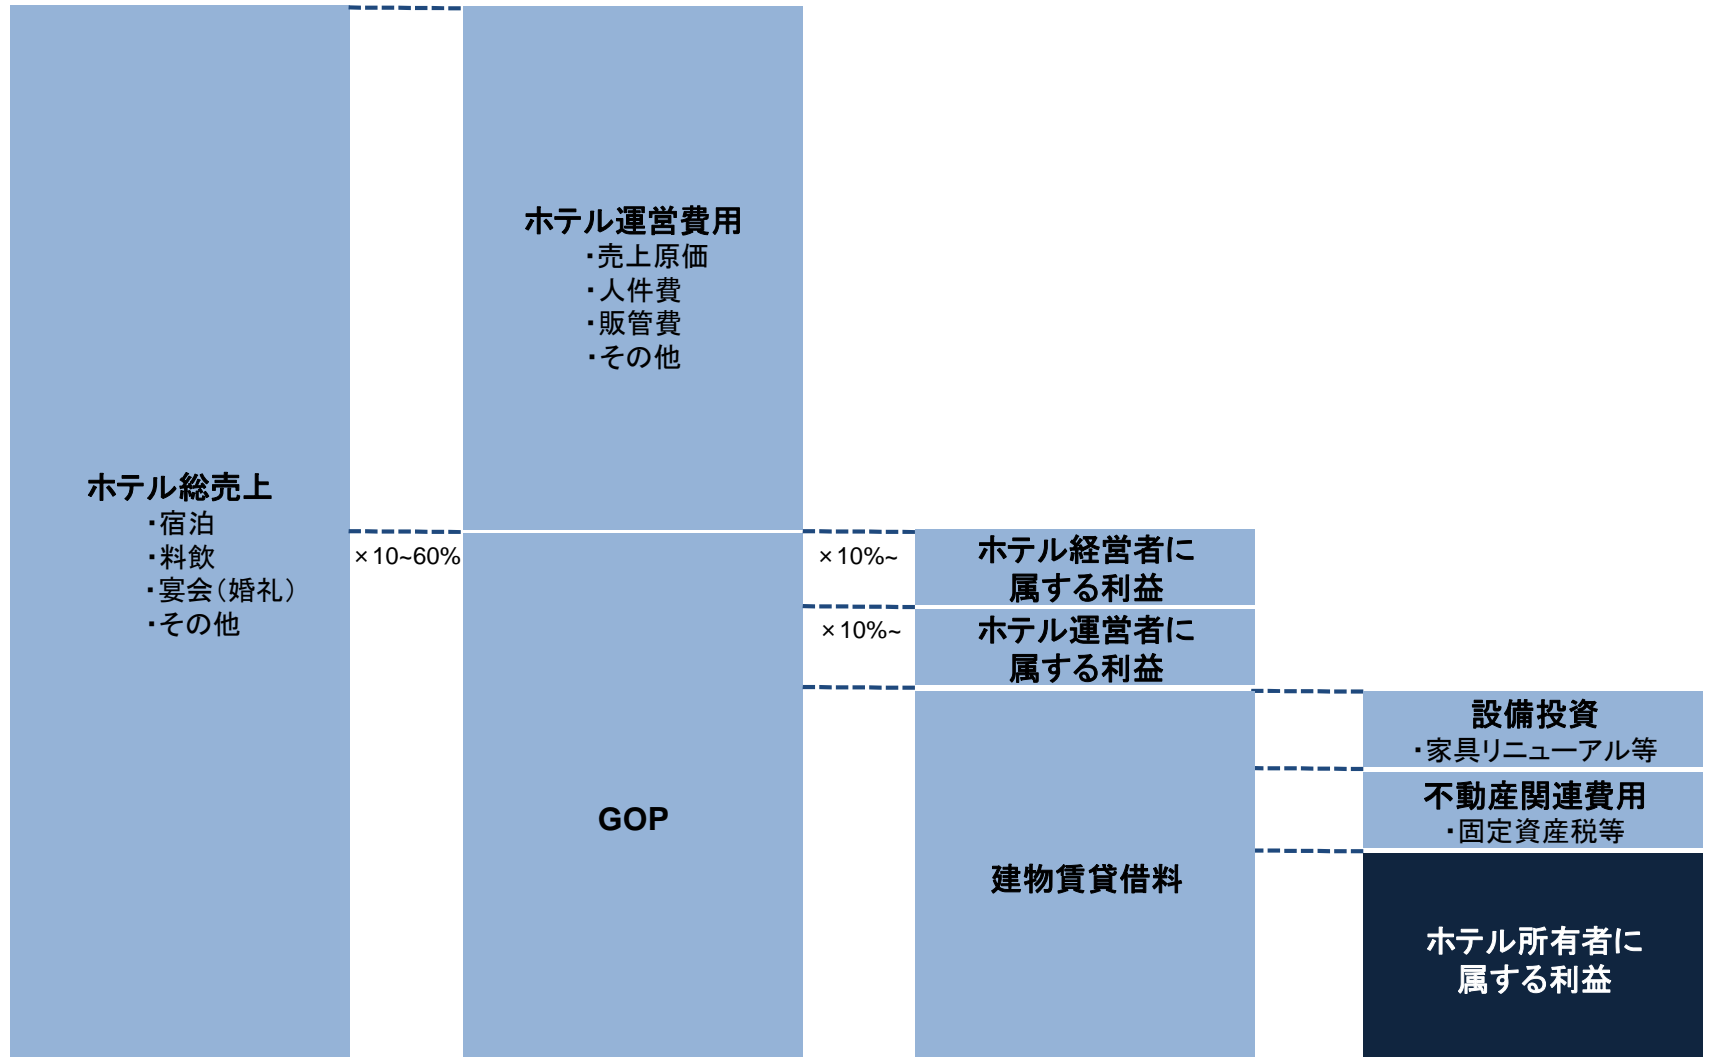 ホテル総売上
・宿泊
・料飲
・宴会（婚礼）
・その他
×10~60%
ホテル運営費用
・売上原価
・人件費
・販管費
・その他
GOP
×10%~
×10%~
ホテル経営者に
属する利益
ホテル運営者に
属する利益
建物賃貸借料
設備投資
・家具リニューアル等
不動産関連費用
・固定資産税等
ホテル所有者に
属する利益